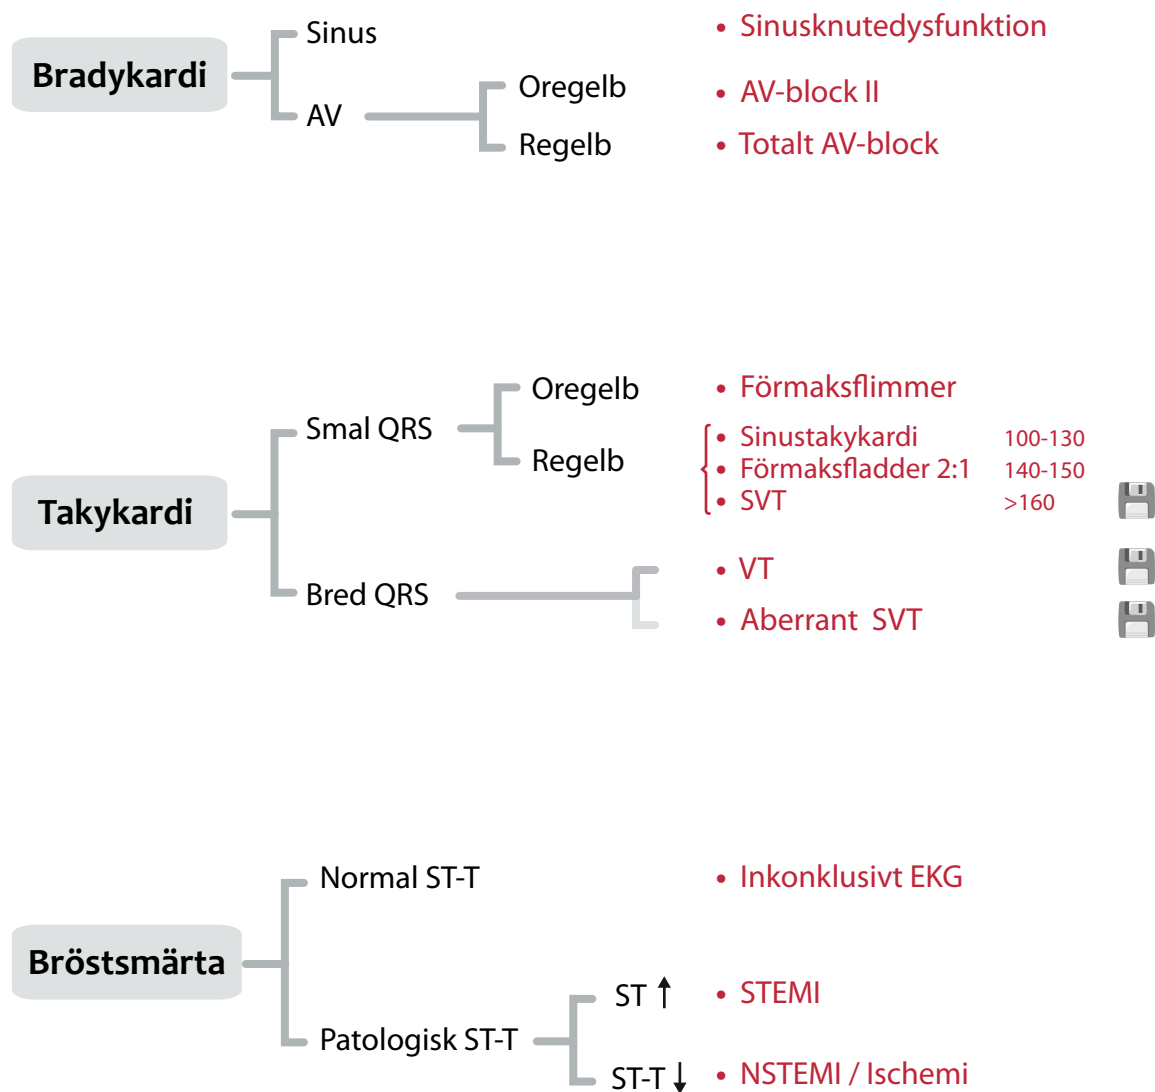 Sinus • Sinusknutedysfunktion
Bradykardi
Oregelb • AV-block II
AV
Regelb • Totalt AV-block
Oregelb • Förmaksflimmer
Smal QRS
• Sinustakykardi 100-130
Regelb • Förmaksfladder 2:1 140-150
• SVT >160
Takykardi
• VT
Bred QRS
• Aberrant SVT
Normal ST-T • Inkonklusivt EKG
Bröstsmärta
ST ↑ • STEMI
Patologisk ST-T
ST-T ↓ • NSTEMI / Ischemi